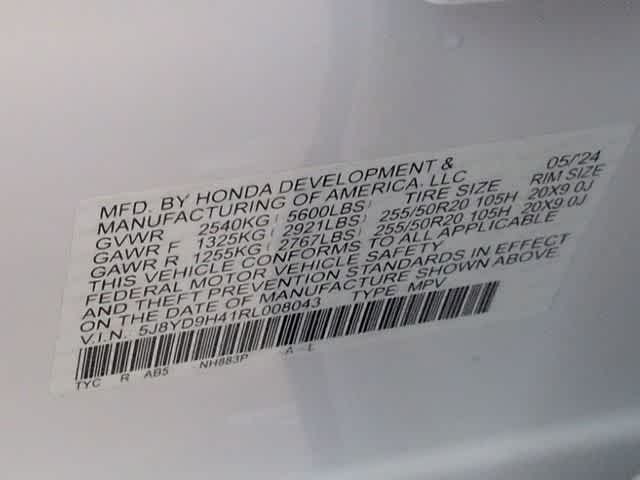 MFD. BY HONDA DEVELOPMENT & 05/'24
MANUFACTURING OF AMERICA, LLC
GVWR 2540KG( 5600LBS) TIRE SIZE RIM SIZE
GAWR F 1325KG( 2921LBS) 255/50R20 105H 20X9.0J
GAWR R 1255KG( 2767LBS) 255/50R20 105H 20X9.0J
THIS VEHICLE CONFORMS TO ALL APPLICABLE
FEDERAL MOTOR VEHICLE SAFETY
AND THEFT PREVENTION STANDARDS IN EFFECT
ON THE DATE OF MANUFACTURE SHOWN ABOVE.
V.I.N. 5J8YD9H41RL008043 TYPE: MPV
TYC R AB5 NH883P A-L